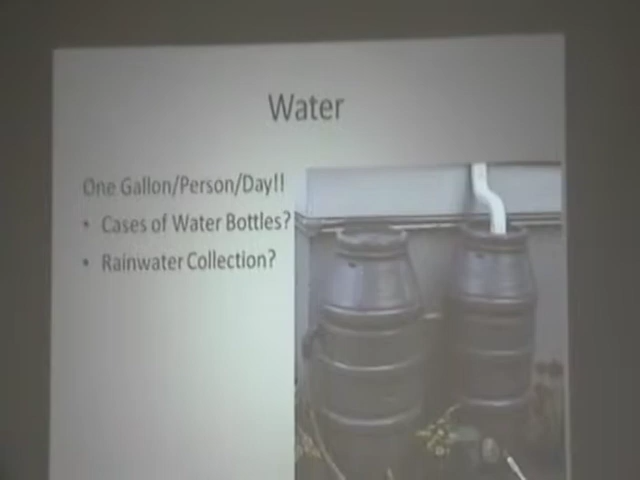 Water
One Gallon/Person/Day!!
• Cases of Water Bottles?
• Rainwater Collection?